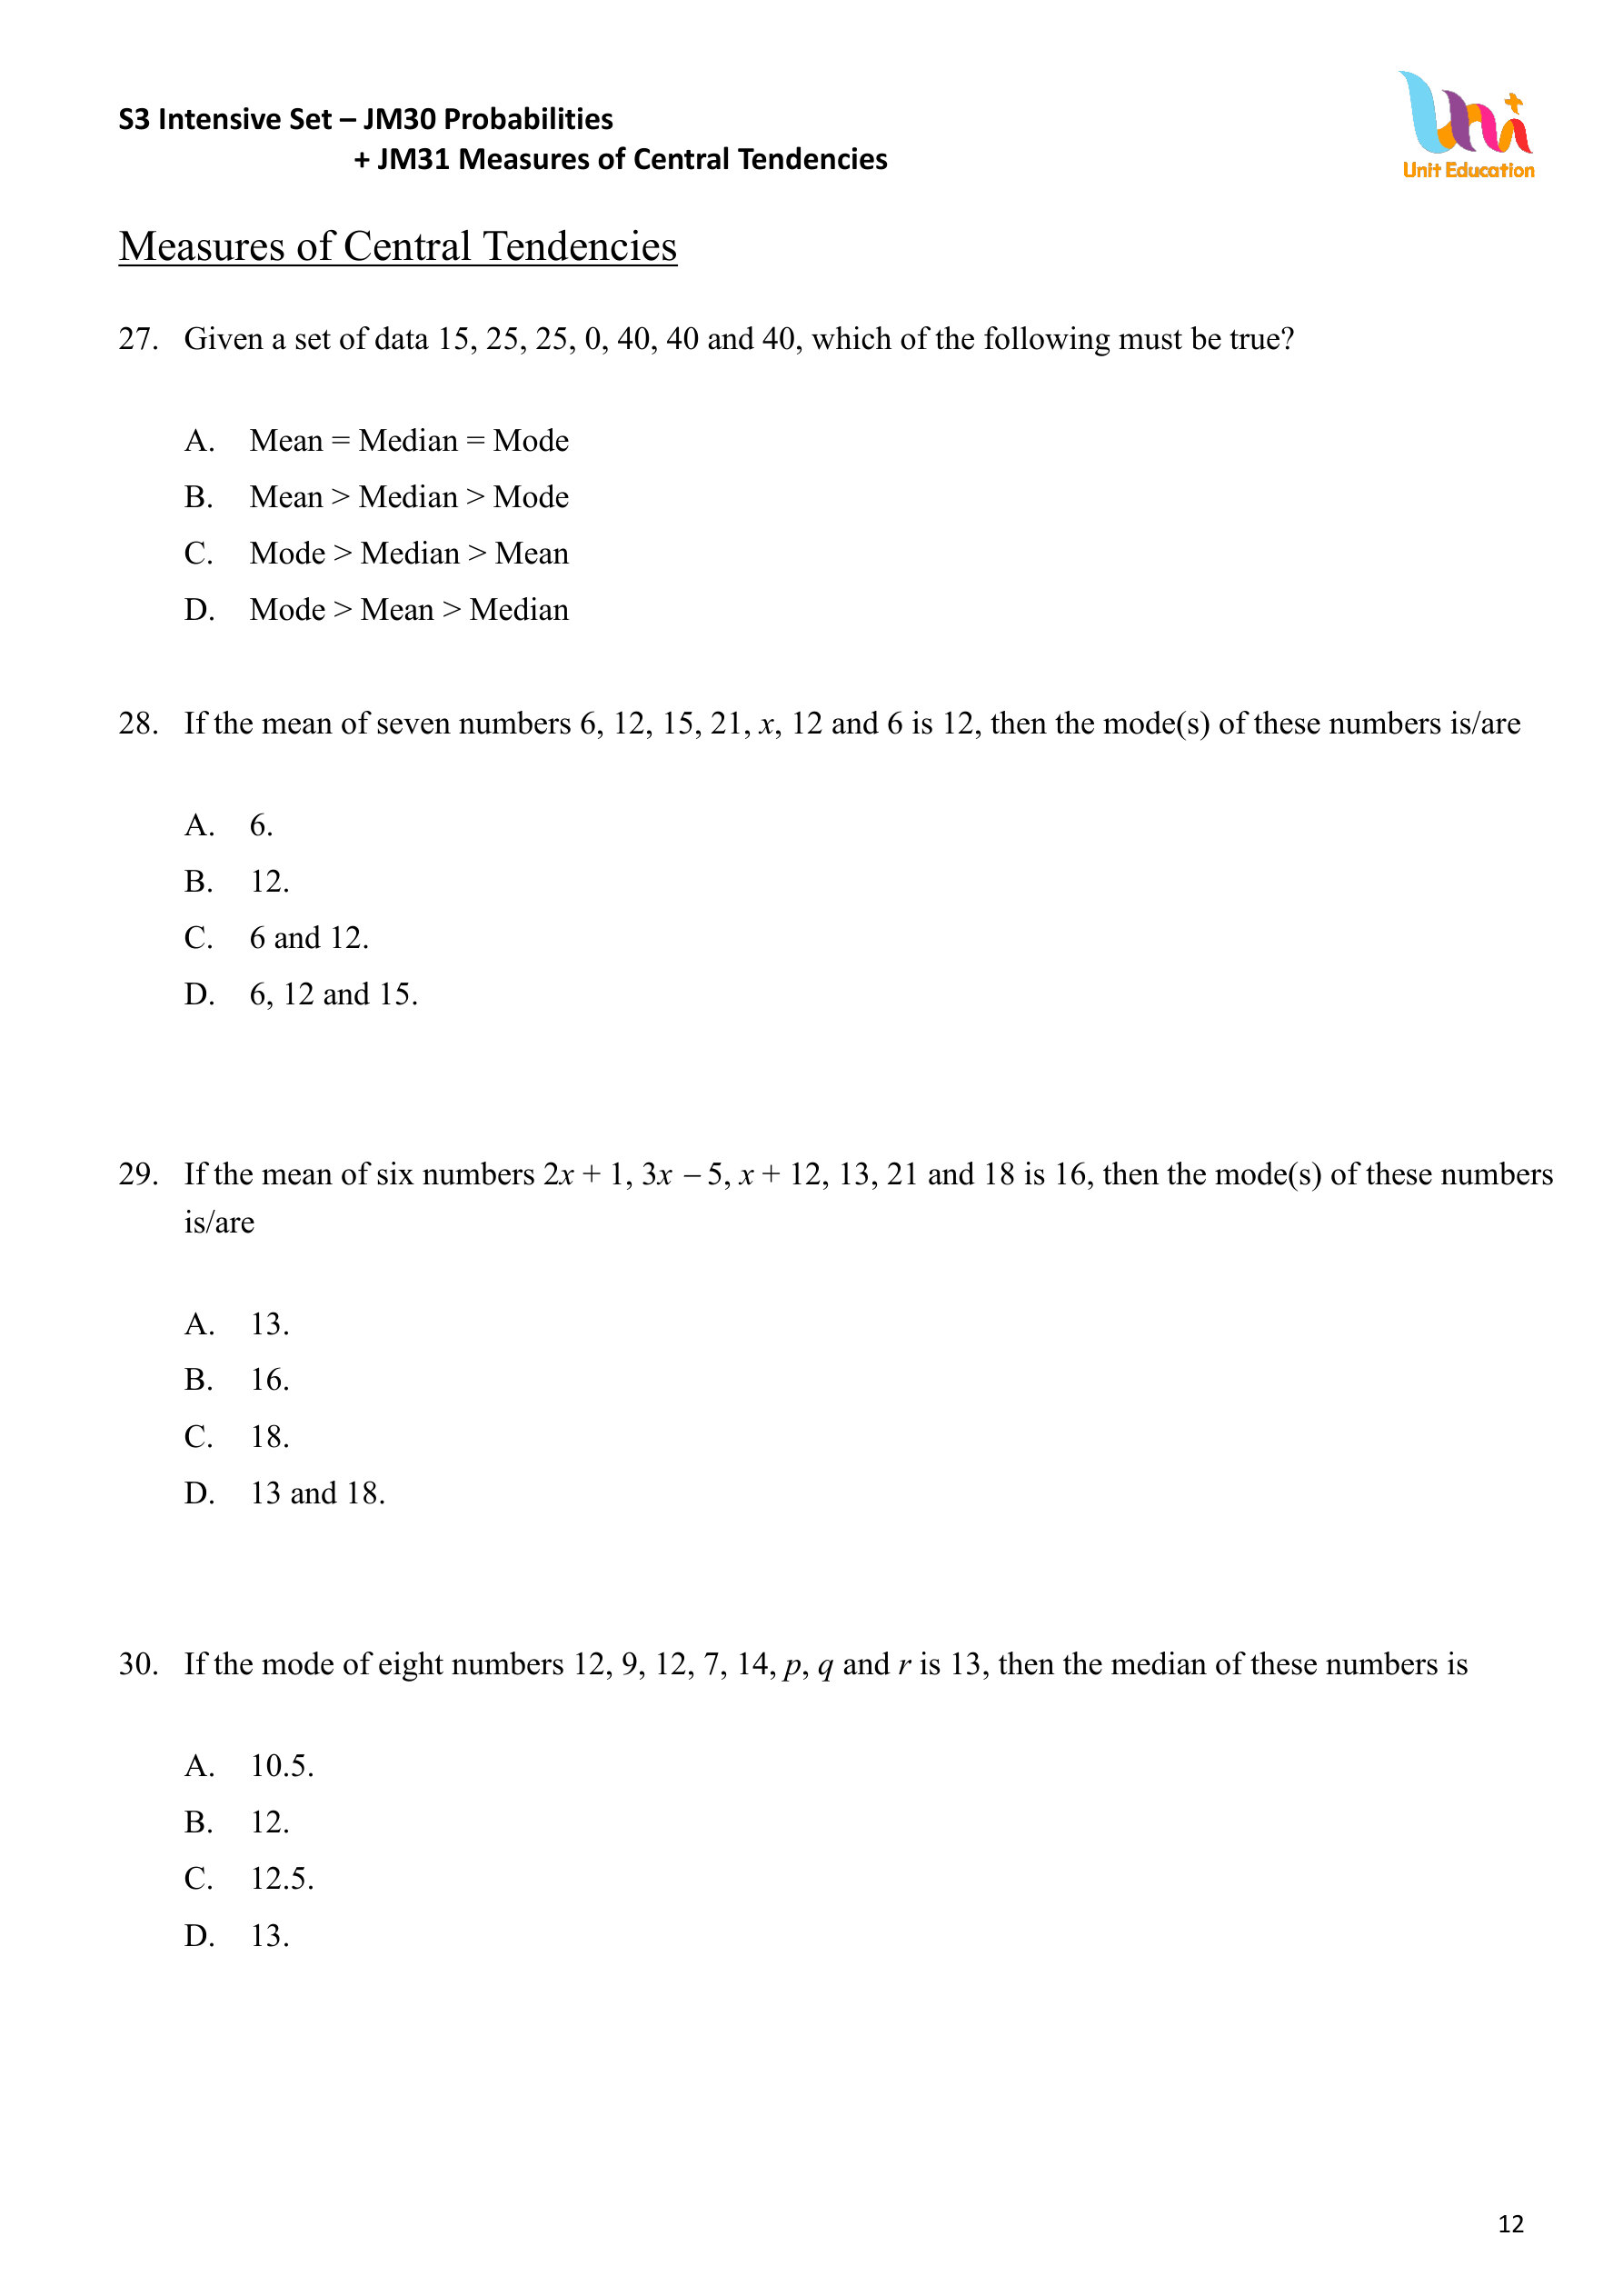 S3 Intensive Set – JM30 Probabilities
+ JM31 Measures of Central Tendencies
Unit Education
Measures of Central Tendencies
27. Given a set of data 15, 25, 25, 0, 40, 40 and 40, which of the following must be true?
A. Mean = Median = Mode
B. Mean > Median > Mode
C. Mode > Median > Mean
D. Mode > Mean > Median
28. If the mean of seven numbers 6, 12, 15, 21, x, 12 and 6 is 12, then the mode(s) of these numbers is/are
A. 6.
B. 12.
C. 6 and 12.
D. 6, 12 and 15.
29. If the mean of six numbers 2x + 1, 3x – 5, x + 12, 13, 21 and 18 is 16, then the mode(s) of these numbers
is/are
A. 13.
B. 16.
C. 18.
D. 13 and 18.
30. If the mode of eight numbers 12, 9, 12, 7, 14, p, q and r is 13, then the median of these numbers is
A. 10.5.
B. 12.
C. 12.5.
D. 13.
12